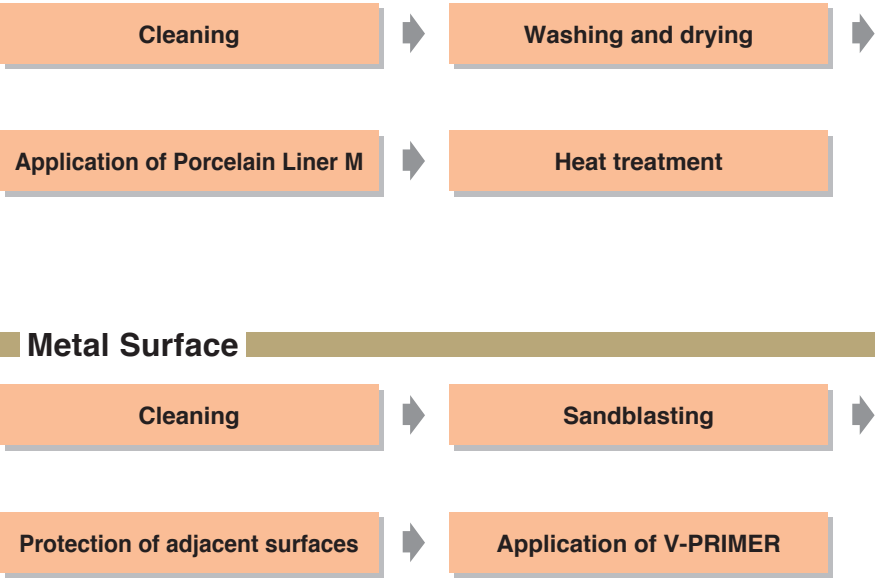 Cleaning
Washing and drying
Application of Porcelain Liner M
Heat treatment
Metal Surface
Cleaning
Sandblasting
Protection of adjacent surfaces
Application of V-PRIMER